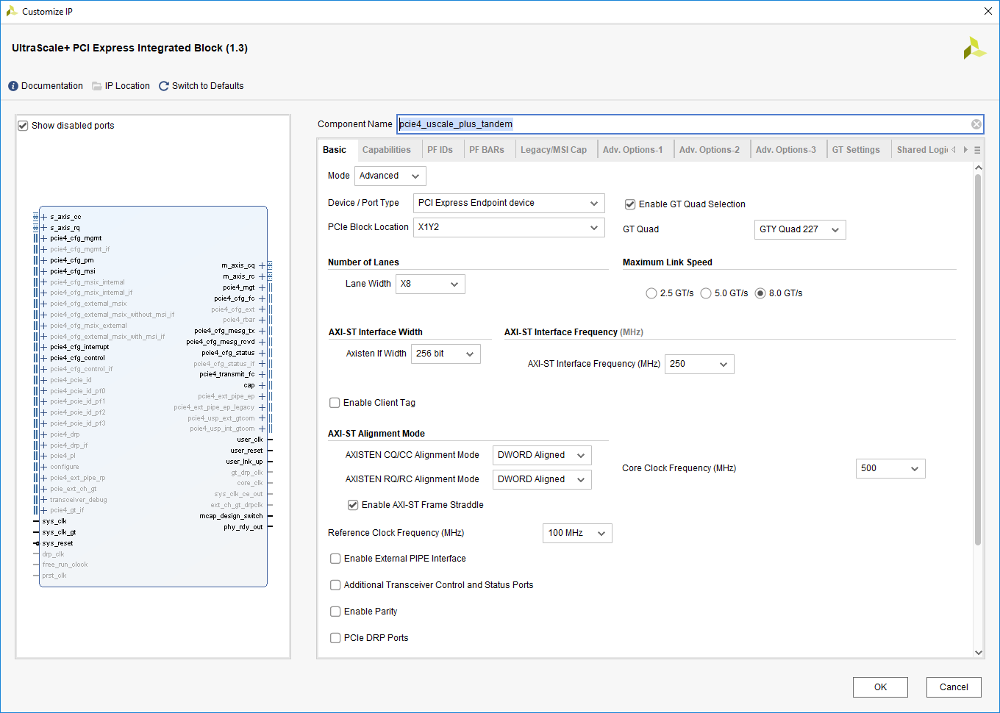 Customize IP
UltraScale+ PCI Express Integrated Block (1.3)
Documentation IP Location Switch to Defaults
Show disabled ports
s_axis_cc
s_axis_rq
pcie4_cfg_mgmt
pcie4_cfg_mgmt_if
pcie4_cfg_pm
pcie4_cfg_msi
pcie4_cfg_msix_internal
pcie4_cfg_msix_internal_if
pcie4_cfg_external_msix
pcie4_cfg_external_msix_without_msi_if
pcie4_cfg_msix_external
pcie4_cfg_external_msix_with_msi_if
pcie4_cfg_interrupt
pcie4_cfg_control
pcie4_cfg_control_if
pcie4_pcie_id
pcie4_pcie_id_pf0
pcie4_pcie_id_pf1
pcie4_pcie_id_pf2
pcie4_pcie_id_pf3
pcie4_drp
pcie4_drp_if
pcie4_pl
configure
pcie4_ext_pipe_rp
pcie_ext_ch_gt
transceiver_debug
pcie4_gt_if
sys_clk
sys_clk_gt
sys_reset
drp_clk
free_run_clock
prst_clk
m_axis_cq
m_axis_rc
pcie4_mgt
pcie4_cfg_fc
pcie4_cfg_ext
pcie4_rbar
pcie4_cfg_mesg_tx
pcie4_cfg_mesg_rcvd
pcie4_cfg_status
pcie4_cfg_status_if
pcie4_transmit_fc
cap
pcie4_ext_pipe_ep
pcie4_ext_pipe_ep_legacy
pcie4_usp_ext_gtcom
pcie4_usp_int_gtcom
user_clk
user_reset
user_lnk_up
gt_drp_clk
core_clk
sys_clk_ce_out
ext_ch_gt_drpclk
mcap_design_switch
phy_rdy_out
Component Name pcie4_uscale_plus_tandem
Basic Capabilities PF IDs PF BARs Legacy/MSI Cap Adv. Options-1 Adv. Options-2 Adv. Options-3 GT Settings Shared Logic
Mode Advanced
Device / Port Type PCI Express Endpoint device Enable GT Quad Selection
PCIe Block Location X1Y2 GT Quad GTY Quad 227
Number of Lanes Maximum Link Speed
Lane Width X8 2.5 GT/s 5.0 GT/s 8.0 GT/s
AXI-ST Interface Width AXI-ST Interface Frequency (MHz)
Axisten If Width 256 bit AXI-ST Interface Frequency (MHz) 250
Enable Client Tag
AXI-ST Alignment Mode
AXISTEN CQ/CC Alignment Mode DWORD Aligned
Core Clock Frequency (MHz) 500
AXISTEN RQ/RC Alignment Mode DWORD Aligned
Enable AXI-ST Frame Straddle
Reference Clock Frequency (MHz) 100 MHz
Enable External PIPE Interface
Additional Transceiver Control and Status Ports
Enable Parity
PCIe DRP Ports
OK Cancel